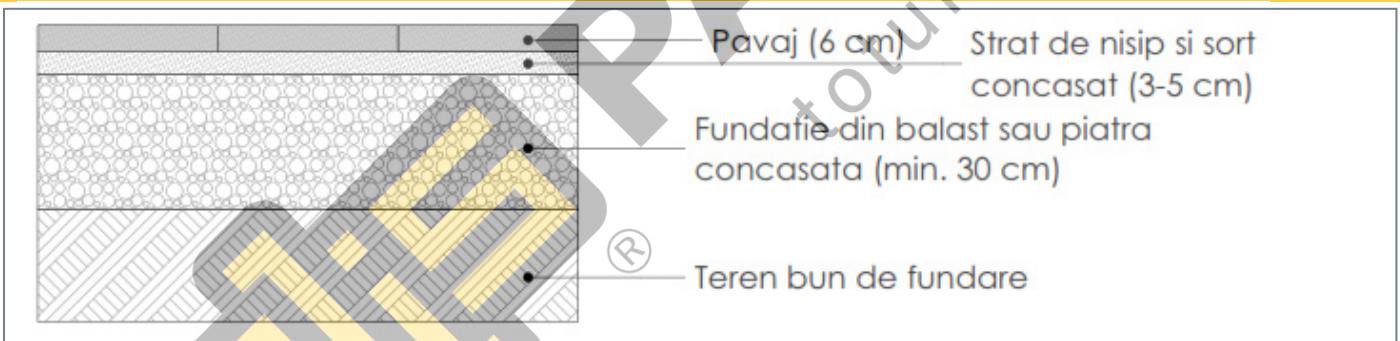 Pavaj (6 cm)
Strat de nisip si sort
concasat (3-5 cm)
Fundatie din balast sau piatra
concasata (min. 30 cm)
Teren bun de fundare
®